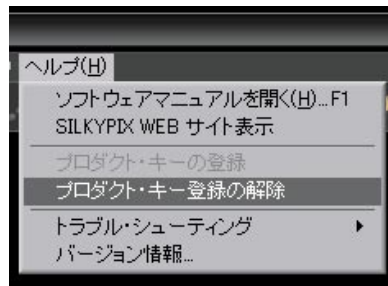 ヘルプ(H)
ソフトウェアマニュアルを開く(H)...F1
SILKYPIX WEB サイト表示
プロダクト・キーの登録
プロダクト・キー登録の解除
トラブル・シューティング
バージョン情報...